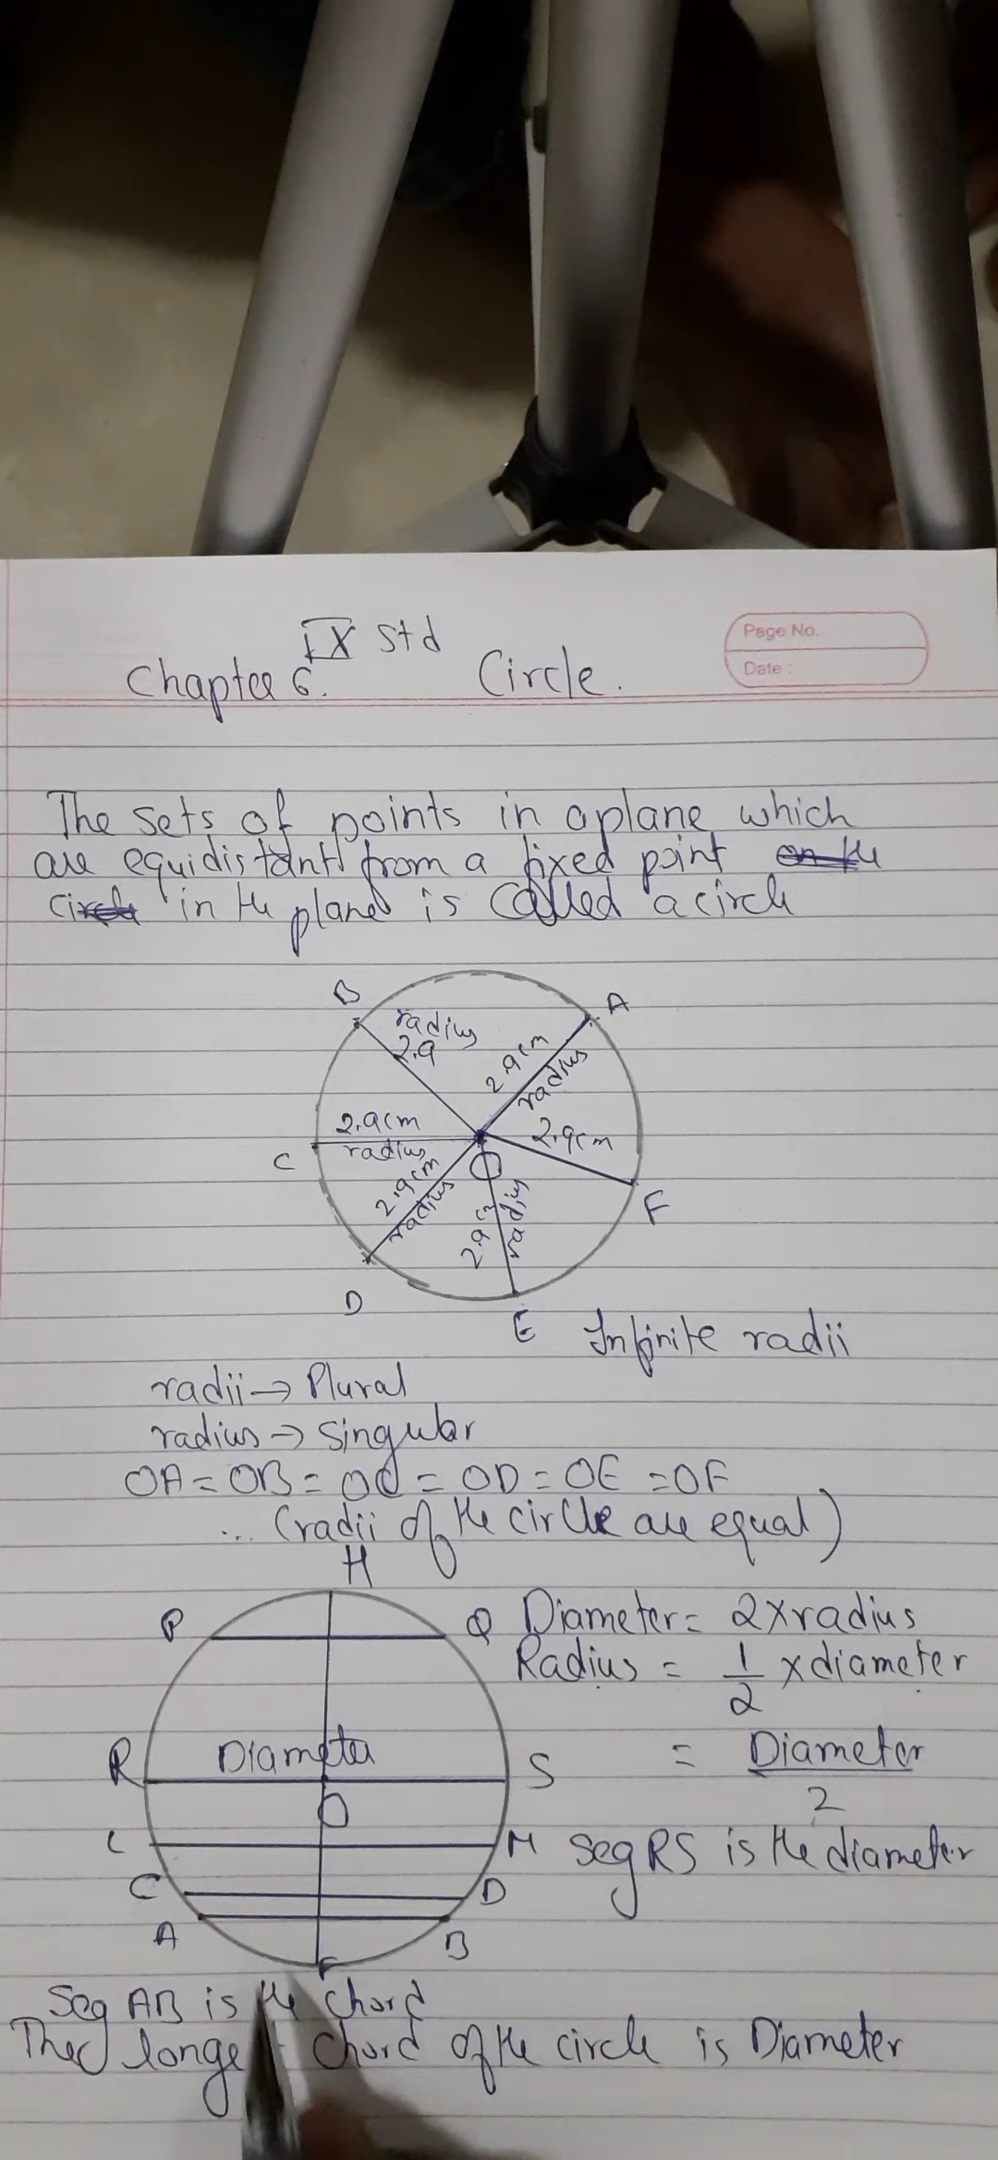 IX Std
Chapter 6. Circle.
Page No.
Date :
The sets of points in a plane which
are equidistant from a fixed point on the
circle in the plane is called a circle
B
A
radius
2.9
2.9cm
radius
2.9cm
radius
2.9cm
C
O
2.9cm
radius
2.9c
radius
F
D
E Infinite radii
radii → Plural
radius → Singular
OA = OB = OC = OD = OE = OF
... (radii of the circle are equal)
H
P Q Diameter = 2 x radius
Radius = 1/2 x diameter
R Diameter S = Diameter/2
O
L M seg RS is the diameter
C D
A B
F
Seg AB is the chord
The chord of the circle is Diameter